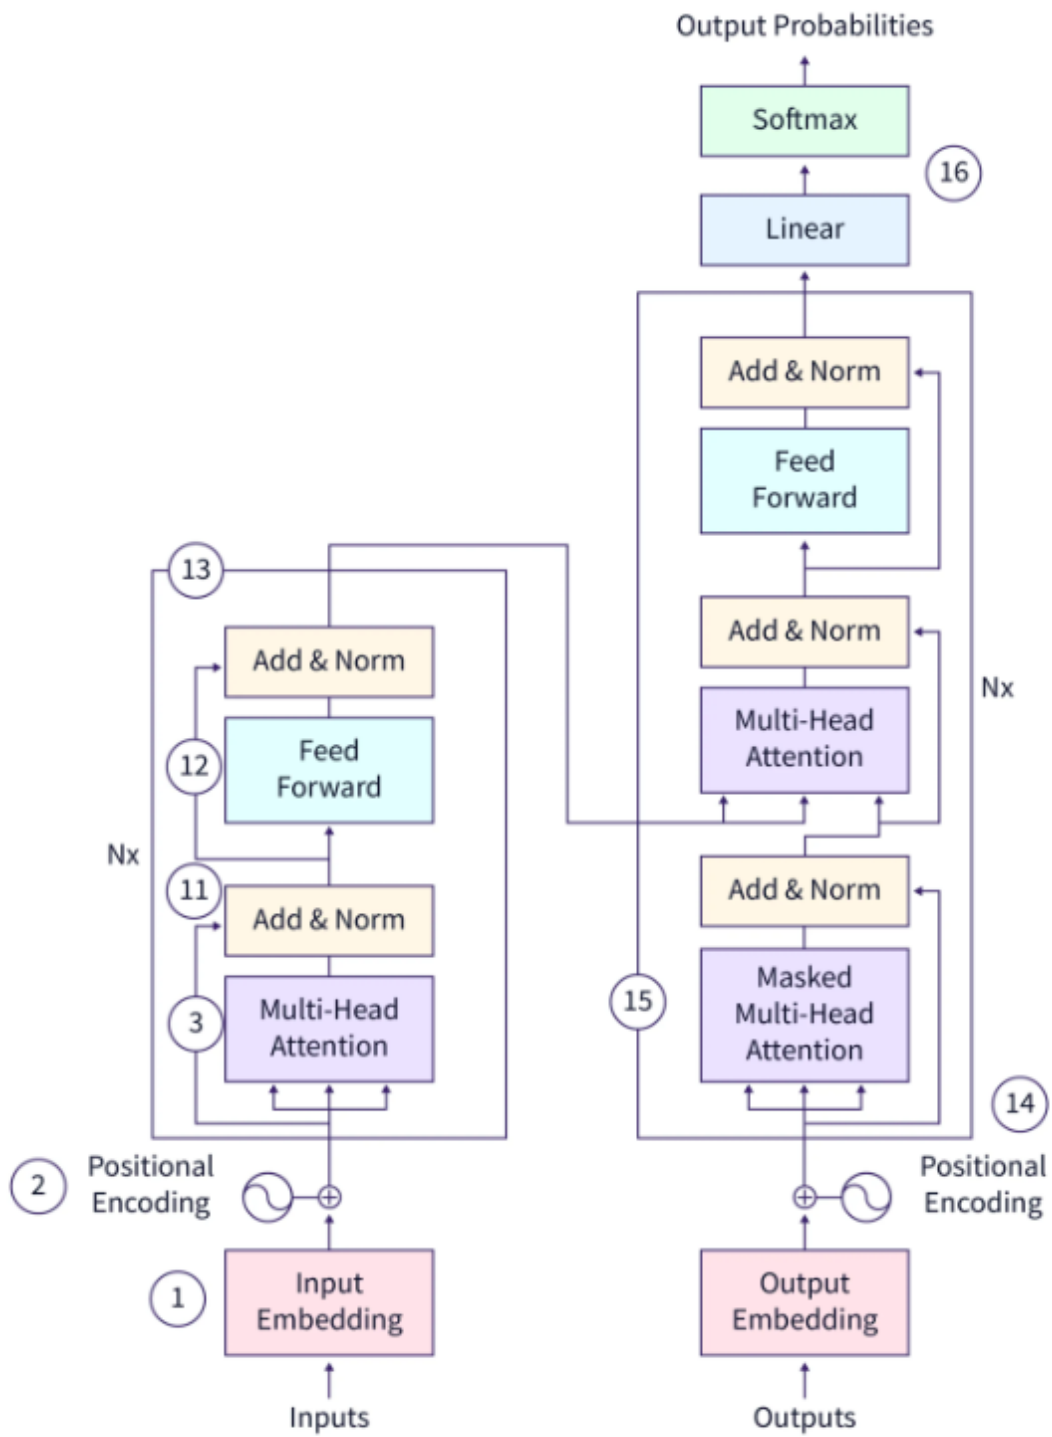 Output Probabilities
Softmax
16
Linear
Add & Norm
Feed
Forward
13
Add & Norm
Add & Norm
Nx
Multi-Head
Attention
12
Feed
Forward
Nx
11
Add & Norm
Add & Norm
3
Multi-Head
Attention
15
Masked
Multi-Head
Attention
14
2
Positional
Encoding
Positional
Encoding
1
Input
Embedding
Output
Embedding
Inputs
Outputs